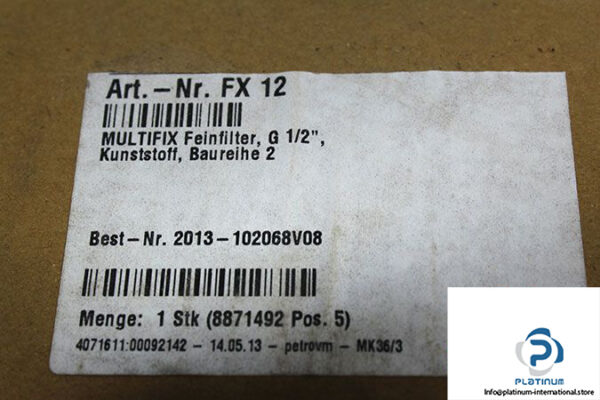 Art.-Nr. FX 12
MULTIFIX Feinfilter, G 1/2",
Kunststoff, Baureihe 2
Best-Nr. 2013-102068V08
Menge: 1 Stk (8871492 Pos. 5)
4071611:00092142 - 14.05.13 - petrovm - MK36/3
PLATINUM
Info@platinum-international.store